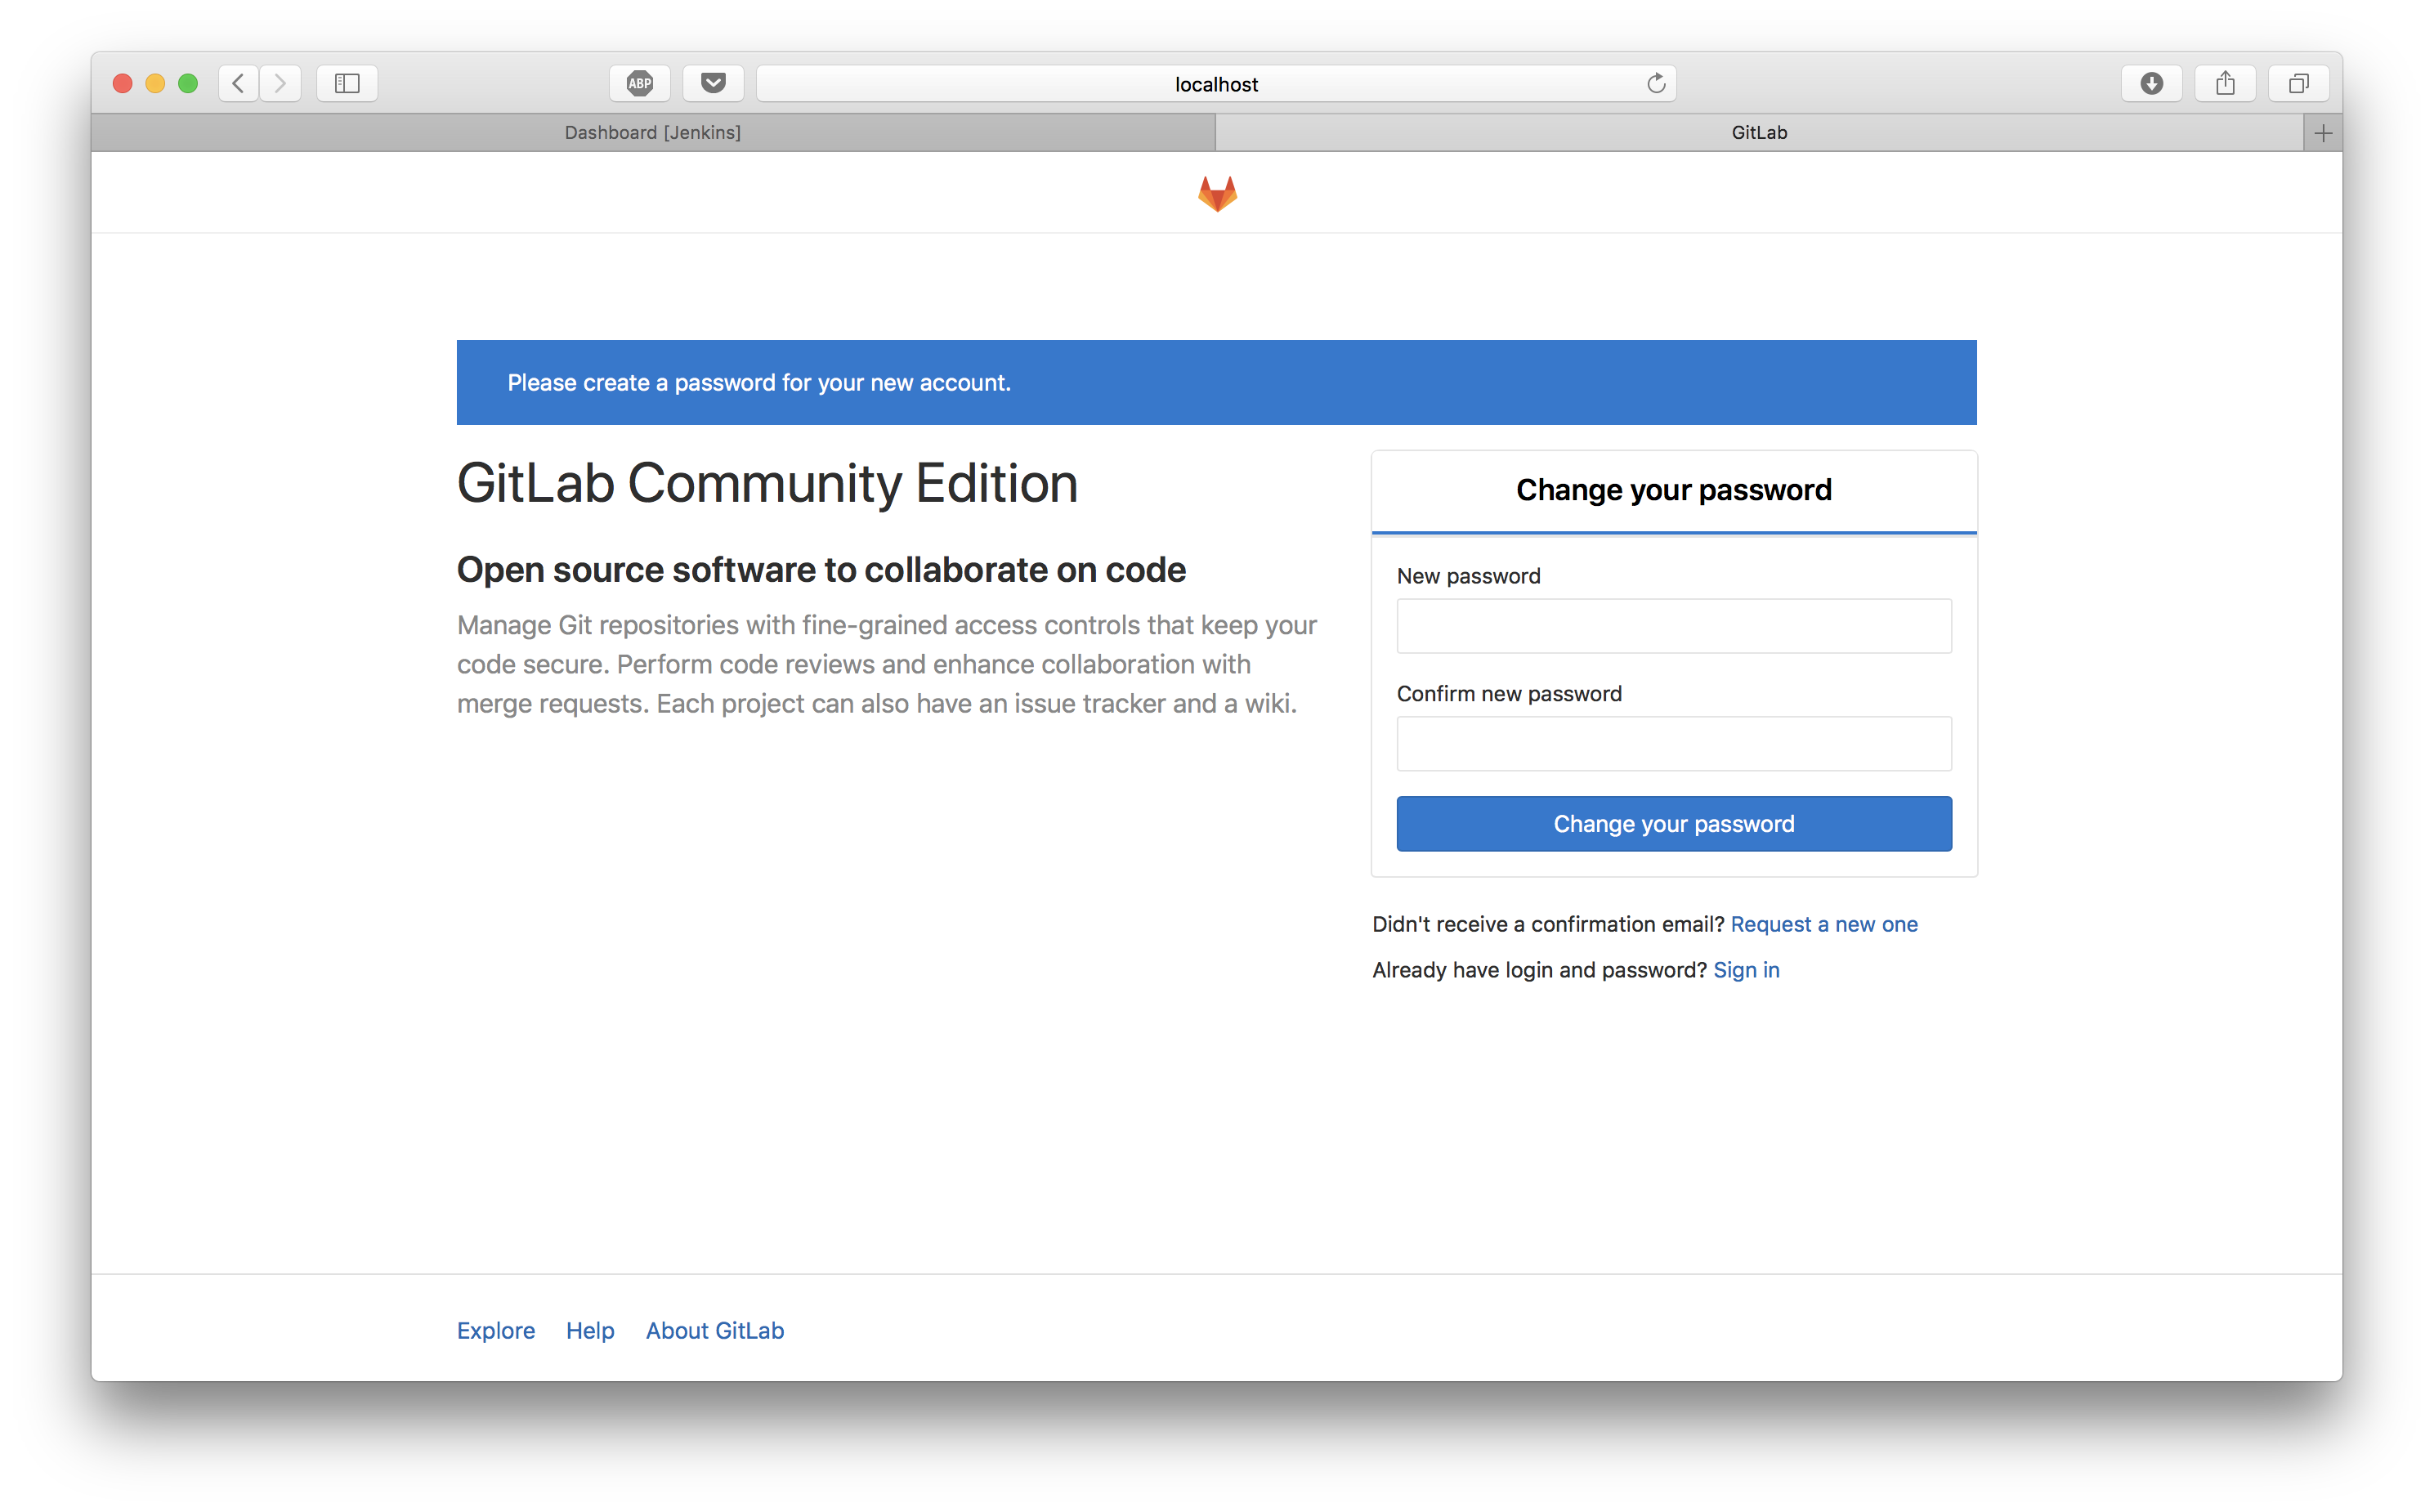 ABP
localhost
Dashboard [Jenkins]
GitLab
Please create a password for your new account.
GitLab Community Edition
Open source software to collaborate on code
Manage Git repositories with fine-grained access controls that keep your
code secure. Perform code reviews and enhance collaboration with
merge requests. Each project can also have an issue tracker and a wiki.
Change your password
New password
Confirm new password
Change your password
Didn't receive a confirmation email? Request a new one
Already have login and password? Sign in
Explore Help About GitLab